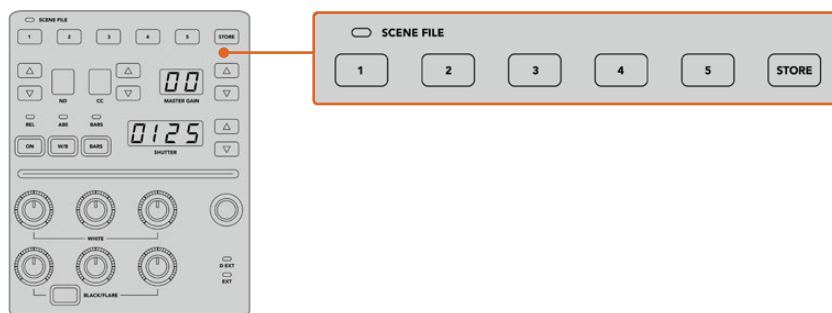 SCENE FILE
1 2 3 4 5 STORE
ND CC 00 MASTER GAIN
REL ABS BARS
ON W/B BARS 0125 SHUTTER
WHITE
D EXT
EXT
BLACK/FLARE
SCENE FILE
1 2 3 4 5 STORE